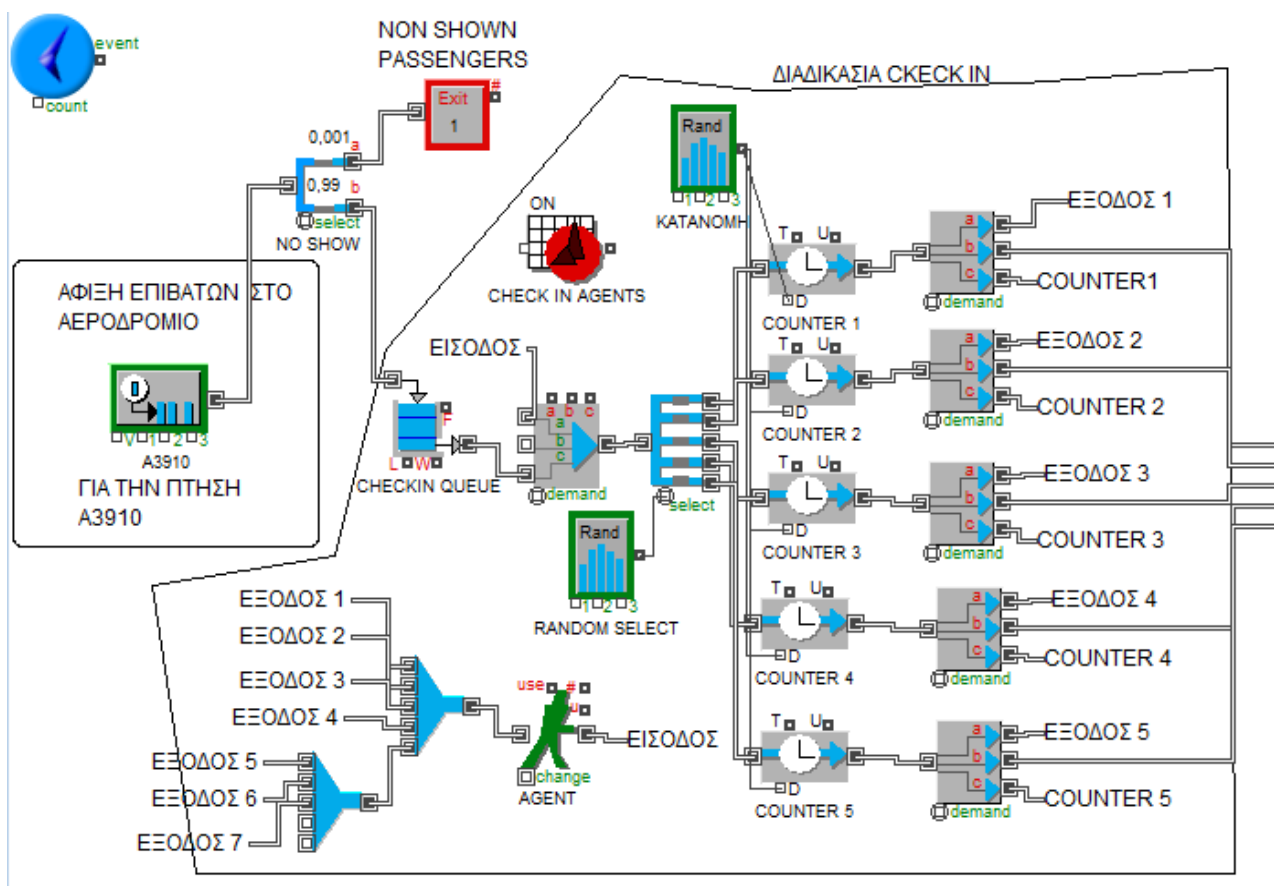 event
count
NON SHOWN
PASSENGERS
Exit
#
1
0,001
a
0,99
b
select
NO SHOW
ΔΙΑΔΙΚΑΣΙΑ CKECK IN
Rand
1 2 3
ΚΑΤΑΝΟΜΗ
ON
CHECK IN AGENTS
ΑΦΙΞΗ ΕΠΙΒΑΤΩΝ ΣΤΟ
ΑΕΡΟΔΡΟΜΙΟ
V 1 2 3
A3910
ΓΙΑ ΤΗΝ ΠΤΗΣΗ
A3910
ΕΙΣΟΔΟΣ
F
L W
CHECKIN QUEUE
a b c
a
b
c
demand
select
Rand
1 2 3
RANDOM SELECT
T U
D
COUNTER 1
a
b
c
demand
ΕΞΟΔΟΣ 1
COUNTER1
T U
D
COUNTER 2
a
b
c
demand
ΕΞΟΔΟΣ 2
COUNTER 2
T U
D
COUNTER 3
a
b
c
demand
ΕΞΟΔΟΣ 3
COUNTER 3
T U
D
COUNTER 4
a
b
c
demand
ΕΞΟΔΟΣ 4
COUNTER 4
T U
D
COUNTER 5
a
b
c
demand
ΕΞΟΔΟΣ 5
COUNTER 5
ΕΞΟΔΟΣ 1
ΕΞΟΔΟΣ 2
ΕΞΟΔΟΣ 3
ΕΞΟΔΟΣ 4
ΕΞΟΔΟΣ 5
ΕΞΟΔΟΣ 6
ΕΞΟΔΟΣ 7
use #
u
change
AGENT
ΕΙΣΟΔΟΣ